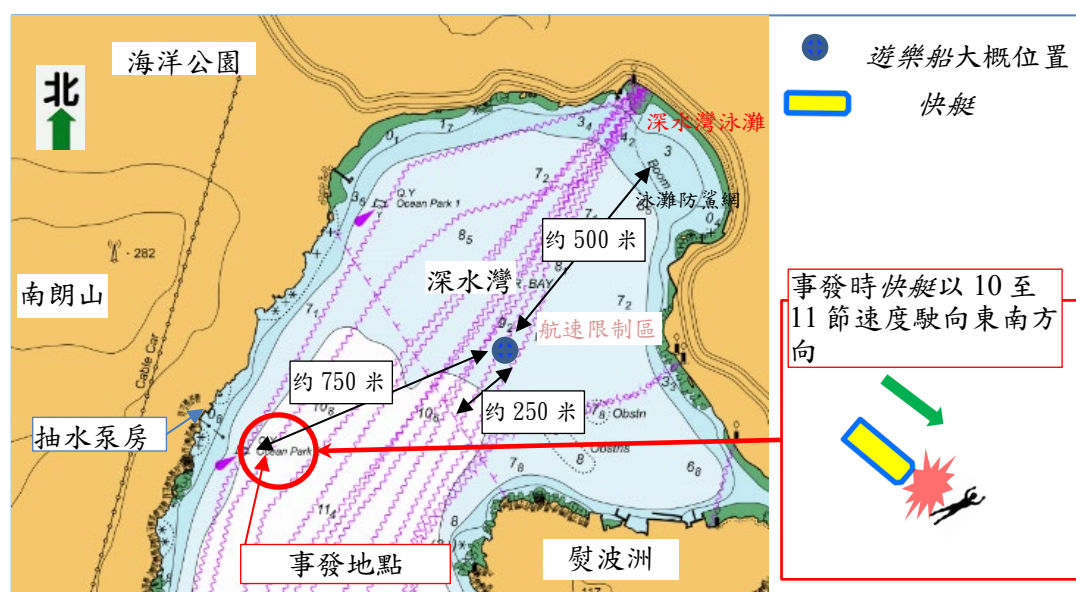 海洋公園
北
深水灣泳灘
Boom
泳灘防鯊網
Q.Y
Ocean Park 1
约 500 米
282
南朗山
深水灣
BAY
航速限制區
Cable Car
约 750 米
约 250 米
Obstn
Obstns
抽水泵房
Ocean Park
事發地點
熨波洲
117
遊樂船大概位置
快艇
事發時快艇以 10 至
11 節速度駛向東南方
向